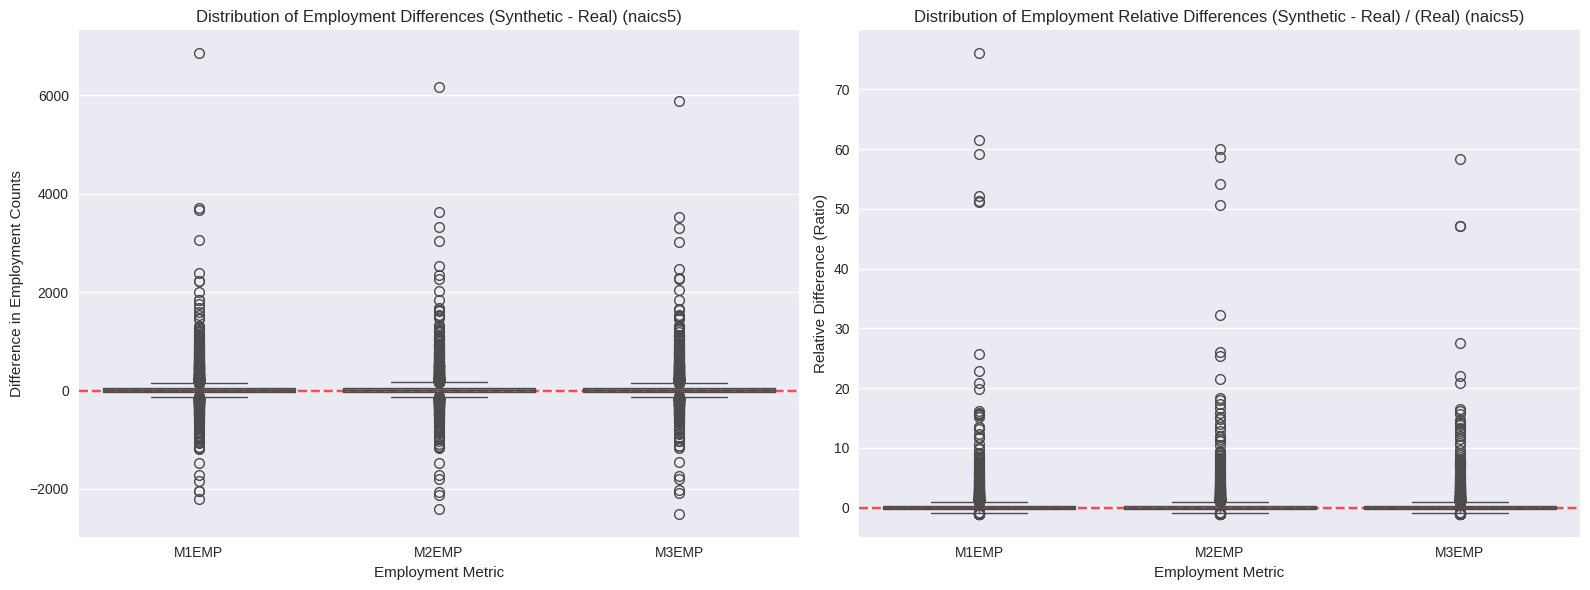 Distribution of Employment Differences (Synthetic - Real) (naics5)
Difference in Employment Counts
6000
4000
2000
0
−2000
M1EMP
M2EMP
M3EMP
Employment Metric
Distribution of Employment Relative Differences (Synthetic - Real) / (Real) (naics5)
Relative Difference (Ratio)
70
60
50
40
30
20
10
0
M1EMP
M2EMP
M3EMP
Employment Metric